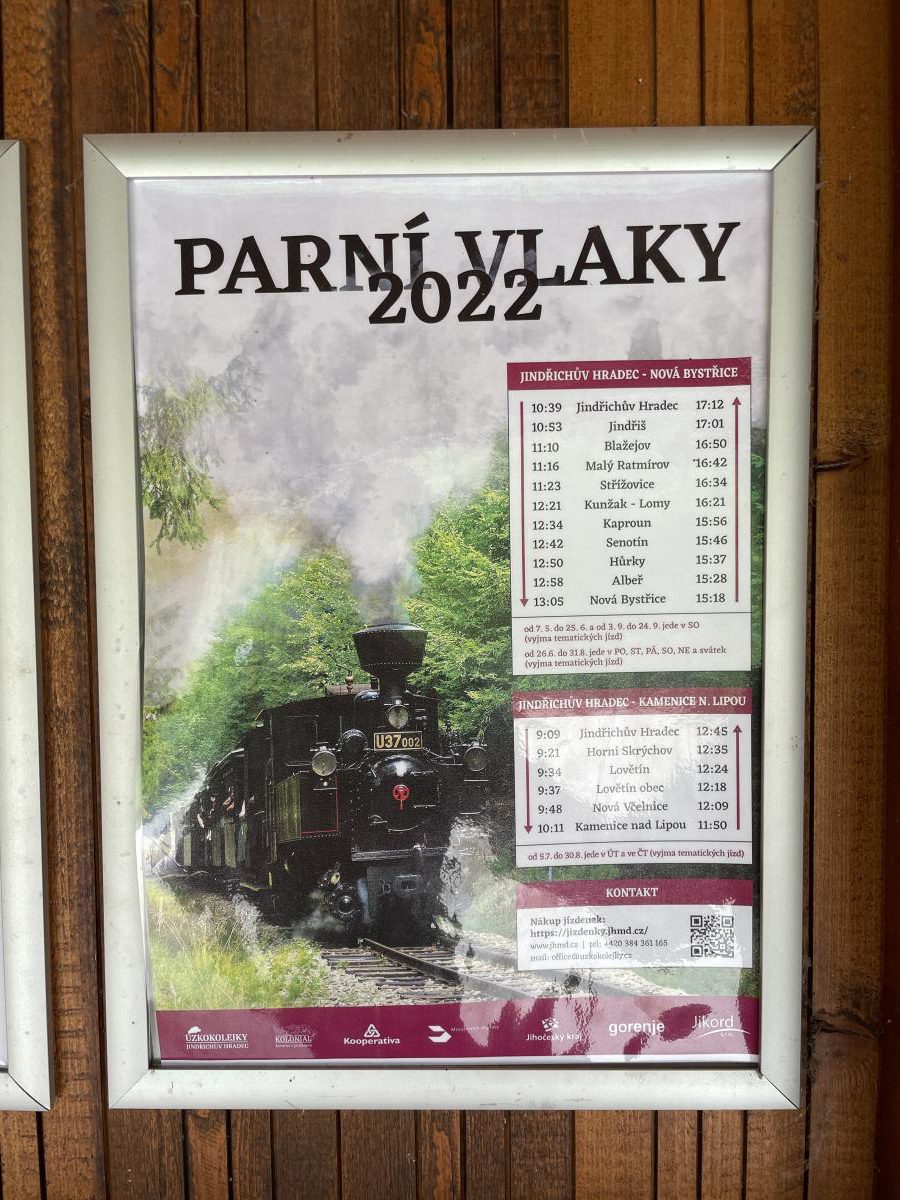 PARNÍ VLAKY
2022
JINDŘICHŮV HRADEC - NOVÁ BYSTŘICE
10:39 Jindřichův Hradec 17:12
10:53 Jindřiš 17:01
11:10 Blažejov 16:50
11:16 Malý Ratmírov 16:42
11:23 Střížovice 16:34
12:21 Kunžak - Lomy 16:21
12:34 Kaproun 15:56
12:42 Senotín 15:46
12:50 Hůrky 15:37
12:58 Albeř 15:28
13:05 Nová Bystřice 15:18
od 7. 5. do 25. 6. a od 3. 9. do 24. 9. jede v SO
(vyjma tematických jízd)
od 26.6. do 31.8. jede v PO, ST, PÁ, SO, NE a svátek
(vyjma tematických jízd)
JINDŘICHŮV HRADEC - KAMENICE N. LIPOU
9:09 Jindřichův Hradec 12:45
9:21 Horní Skrýchov 12:35
9:34 Lovětín 12:24
9:37 Lovětín obec 12:18
9:48 Nová Včelnice 12:09
10:11 Kamenice nad Lipou 11:50
od 5.7. do 30.8. jede v ÚT a ve ČT (vyjma tematických jízd)
KONTAKT
Nákup jízdenek:
https://jizdenky.jhmd.cz/
www.jhmd.cz | tel: +420 384 361 165
mail: office@uzkokolejky.cz
U37002
ÚZKOKOLEJKY
JINDŘICHŮV HRADEC
KOLONIAL
Kooperativa
Jihočeský kraj
gorenje
Jikord
s.r.o.